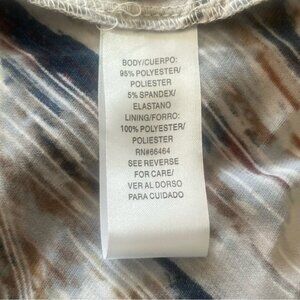 BODY/CUERPO:
95% POLYESTER/
POLIESTER
5% SPANDEX/
ELASTANO
LINING/FORRO:
100% POLYESTER/
POLIESTER
RN#66464
SEE REVERSE
FOR CARE/
VER AL DORSO
PARA CUIDADO